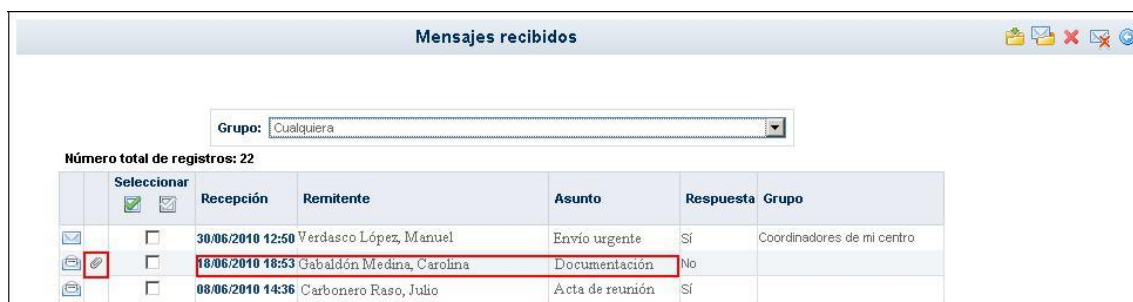 Mensajes recibidos
Grupo: Cualquiera
Número total de registros: 22
Seleccionar Recepción Remitente Asunto Respuesta Grupo
30/06/2010 12:50 Verdasco López, Manuel Envío urgente Sí Coordinadores de mi centro
18/06/2010 18:53 Gabaldón Medina, Carolina Documentación No
08/06/2010 14:36 Carbonero Raso, Julio Acta de reunión Sí